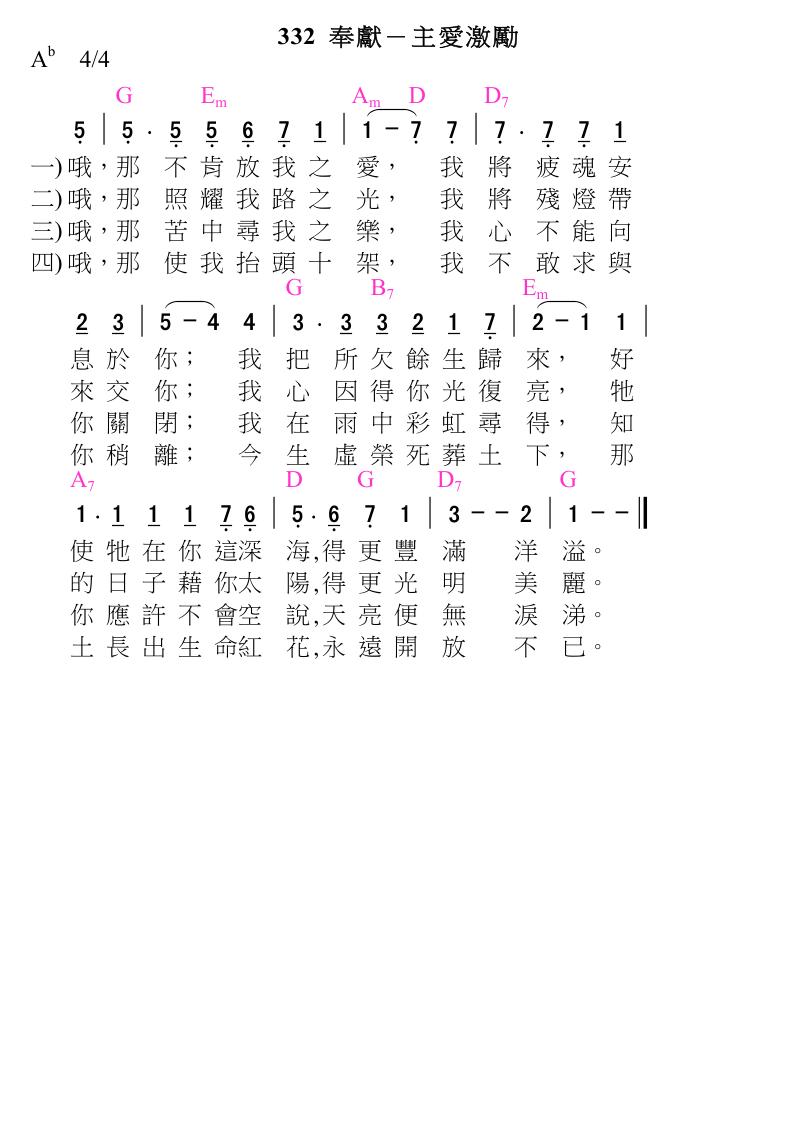 332 奉獻－主愛激勵
A♭ 4/4
G Em Am D D7
5 | 5 . 5 5 6 7 1 | 1 - 7 7 | 7 . 7 7 1
一) 哦，那 不 肯 放 我 之 愛， 我 將 疲 魂 安
二) 哦，那 照 耀 我 路 之 光， 我 將 殘 燈 帶
三) 哦，那 苦 中 尋 我 之 樂， 我 心 不 能 向
四) 哦，那 使 我 抬 頭 十 架， 我 不 敢 求 與
G B7 Em
2 3 | 5 - 4 4 | 3 . 3 3 2 1 7 | 2 - 1 1 |
息 於 你； 我 把 所 欠 餘 生 歸 來， 好
來 交 你； 我 心 因 得 你 光 復 亮， 牠
你 關 閉； 我 在 雨 中 彩 虹 尋 得， 知
你 稍 離； 今 生 虛 榮 死 葬 土 下， 那
A7 D G D7 G
1 . 1 1 1 7 6 | 5 . 6 7 1 | 3 - - 2 | 1 - - ‖
使 牠 在 你 這深 海,得 更 豐 滿 洋 溢。
的 日 子 藉 你太 陽,得 更 光 明 美 麗。
你 應 許 不 會空 說,天 亮 便 無 淚 涕。
土 長 出 生 命紅 花,永 遠 開 放 不 已。